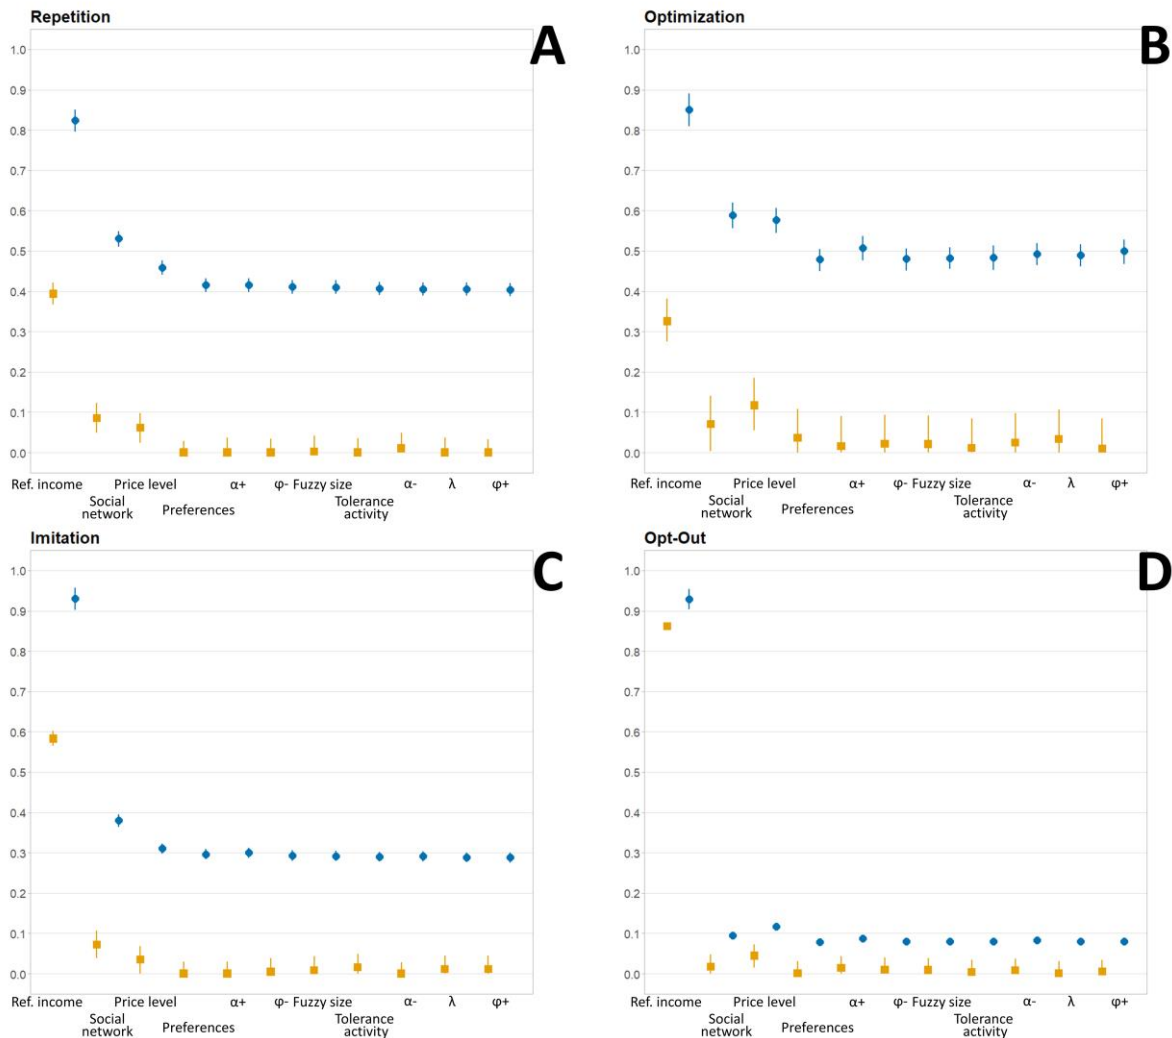 Repetition
A
1.0
0.9
0.8
0.7
0.6
0.5
0.4
0.3
0.2
0.1
0.0
Ref. income
Social
network
Price level
Preferences
α+
φ- Fuzzy size
Tolerance
activity
α-
λ
φ+
Optimization
B
1.0
0.9
0.8
0.7
0.6
0.5
0.4
0.3
0.2
0.1
0.0
Ref. income
Social
network
Price level
Preferences
α+
φ- Fuzzy size
Tolerance
activity
α-
λ
φ+
Imitation
C
1.0
0.9
0.8
0.7
0.6
0.5
0.4
0.3
0.2
0.1
0.0
Ref. income
Social
network
Price level
Preferences
α+
φ- Fuzzy size
Tolerance
activity
α-
λ
φ+
Opt-Out
D
1.0
0.9
0.8
0.7
0.6
0.5
0.4
0.3
0.2
0.1
0.0
Ref. income
Social
network
Price level
Preferences
α+
φ- Fuzzy size
Tolerance
activity
α-
λ
φ+